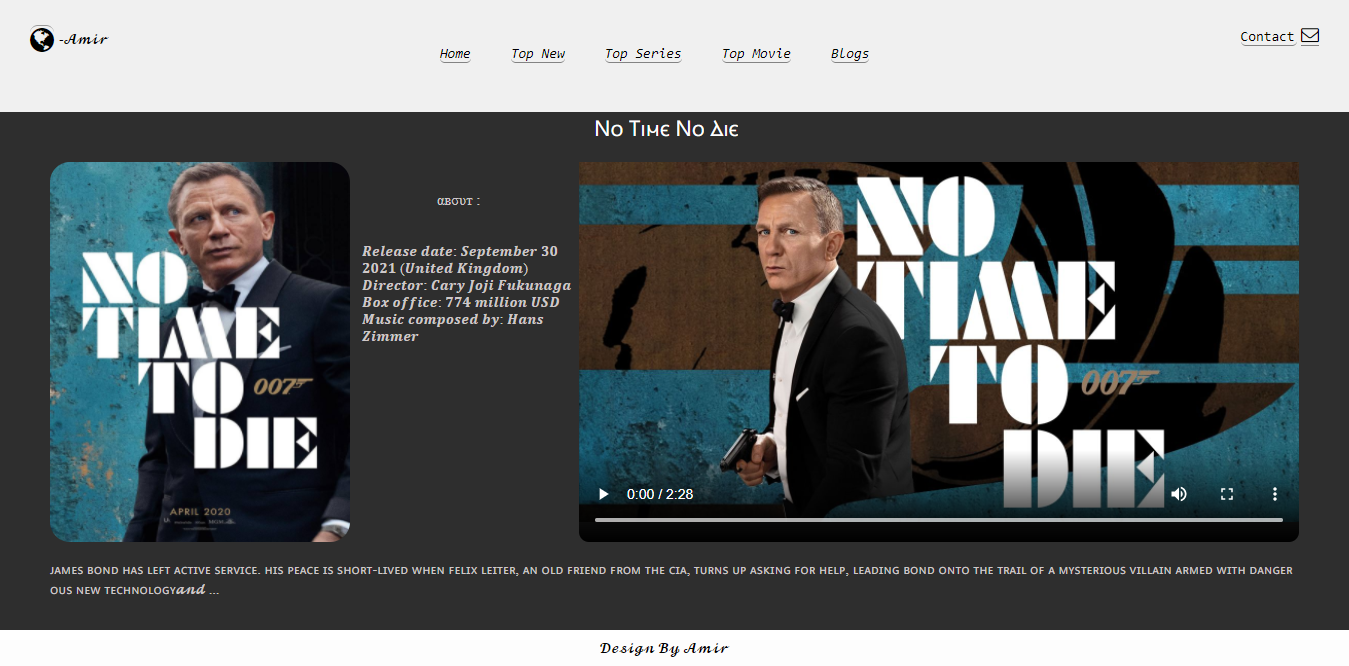 -Amir
Home Top New Top Series Top Movie Blogs
Contact
No Time No Die
NO
TIME
TO
DIE
007
APRIL 2020
about :
Release date: September 30
2021 (United Kingdom)
Director: Cary Joji Fukunaga
Box office: 774 million USD
Music composed by: Hans
Zimmer
NO
TIME
TO
DIE
007
0:00 / 2:28
JAMES BOND HAS LEFT ACTIVE SERVICE. HIS PEACE IS SHORT-LIVED WHEN FELIX LEITER, AN OLD FRIEND FROM THE CIA, TURNS UP ASKING FOR HELP, LEADING BOND ONTO THE TRAIL OF A MYSTERIOUS VILLAIN ARMED WITH DANGER
OUS NEW TECHNOLOGYand ...
Design By Amir